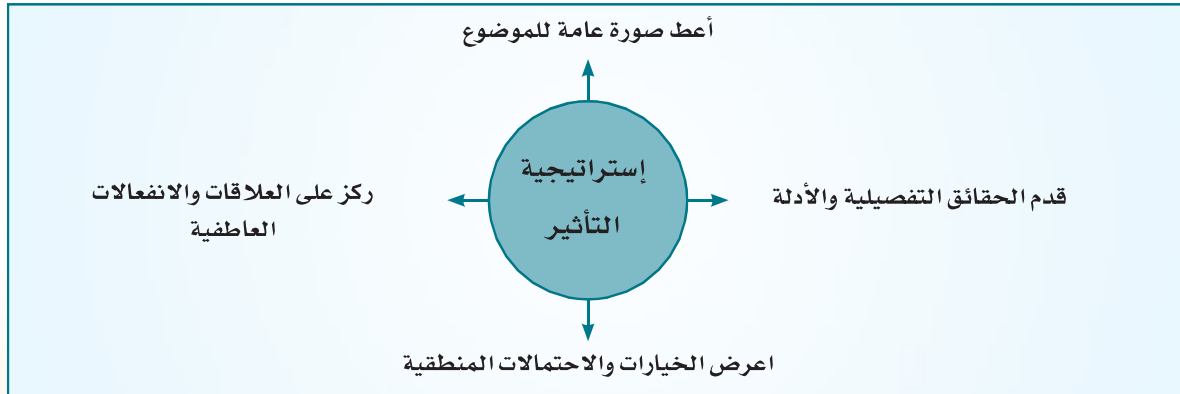 أعط صورة عامة للموضوع
إستراتيجية
التأثير
قدم الحقائق التفصيلية والأدلة
ركز على العلاقات والانفعالات
العاطفية
اعرض الخيارات والاحتمالات المنطقية